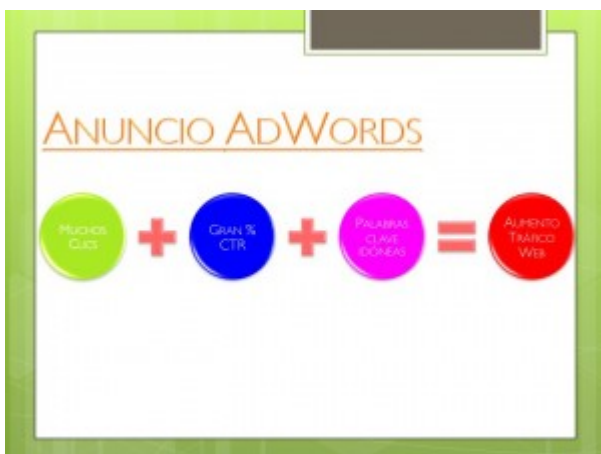 Anuncio AdWords
Muchos
Clics
+
Gran %
CTR
+
Palabras
clave
idóneas
=
Aumento
Tráfico
Web